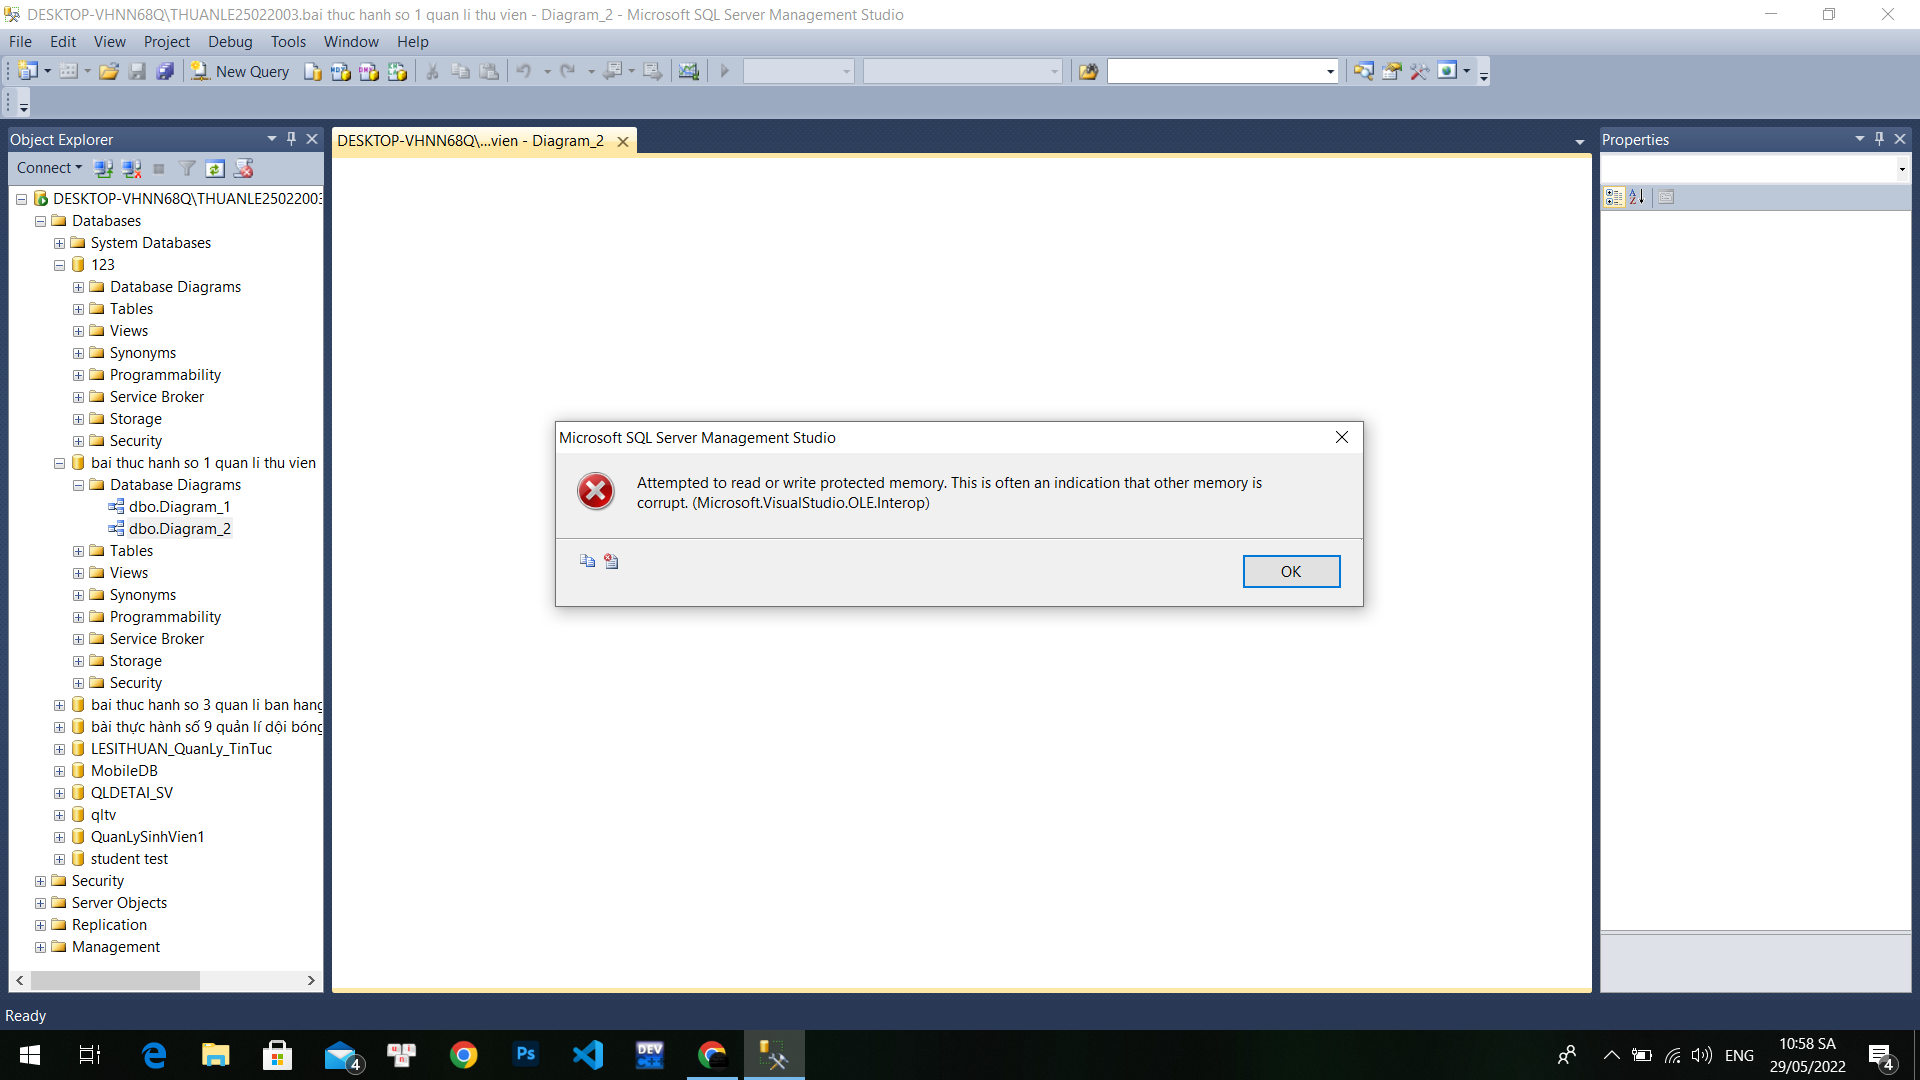 DESKTOP-VHNN68Q\THUANLE25022003.bai thuc hanh so 1 quan li thu vien - Diagram_2 - Microsoft SQL Server Management Studio
File Edit View Project Debug Tools Window Help
New Query
Object Explorer
DESKTOP-VHNN68Q\...vien - Diagram_2
Properties
Connect
DESKTOP-VHNN68Q\THUANLE25022003
Databases
System Databases
123
Database Diagrams
Tables
Views
Synonyms
Programmability
Service Broker
Storage
Security
bai thuc hanh so 1 quan li thu vien
Database Diagrams
dbo.Diagram_1
dbo.Diagram_2
Tables
Views
Synonyms
Programmability
Service Broker
Storage
Security
bai thuc hanh so 3 quan li ban hang
bài thực hành số 9 quản lí dội bóng
LESITHUAN_QuanLy_TinTuc
MobileDB
QLDETAI_SV
qltv
QuanLySinhVien1
student test
Security
Server Objects
Replication
Management
Microsoft SQL Server Management Studio
Attempted to read or write protected memory. This is often an indication that other memory is
corrupt. (Microsoft.VisualStudio.OLE.Interop)
OK
Ready
4
Ps
DEV
C++
ENG
10:58 SA
29/05/2022
4